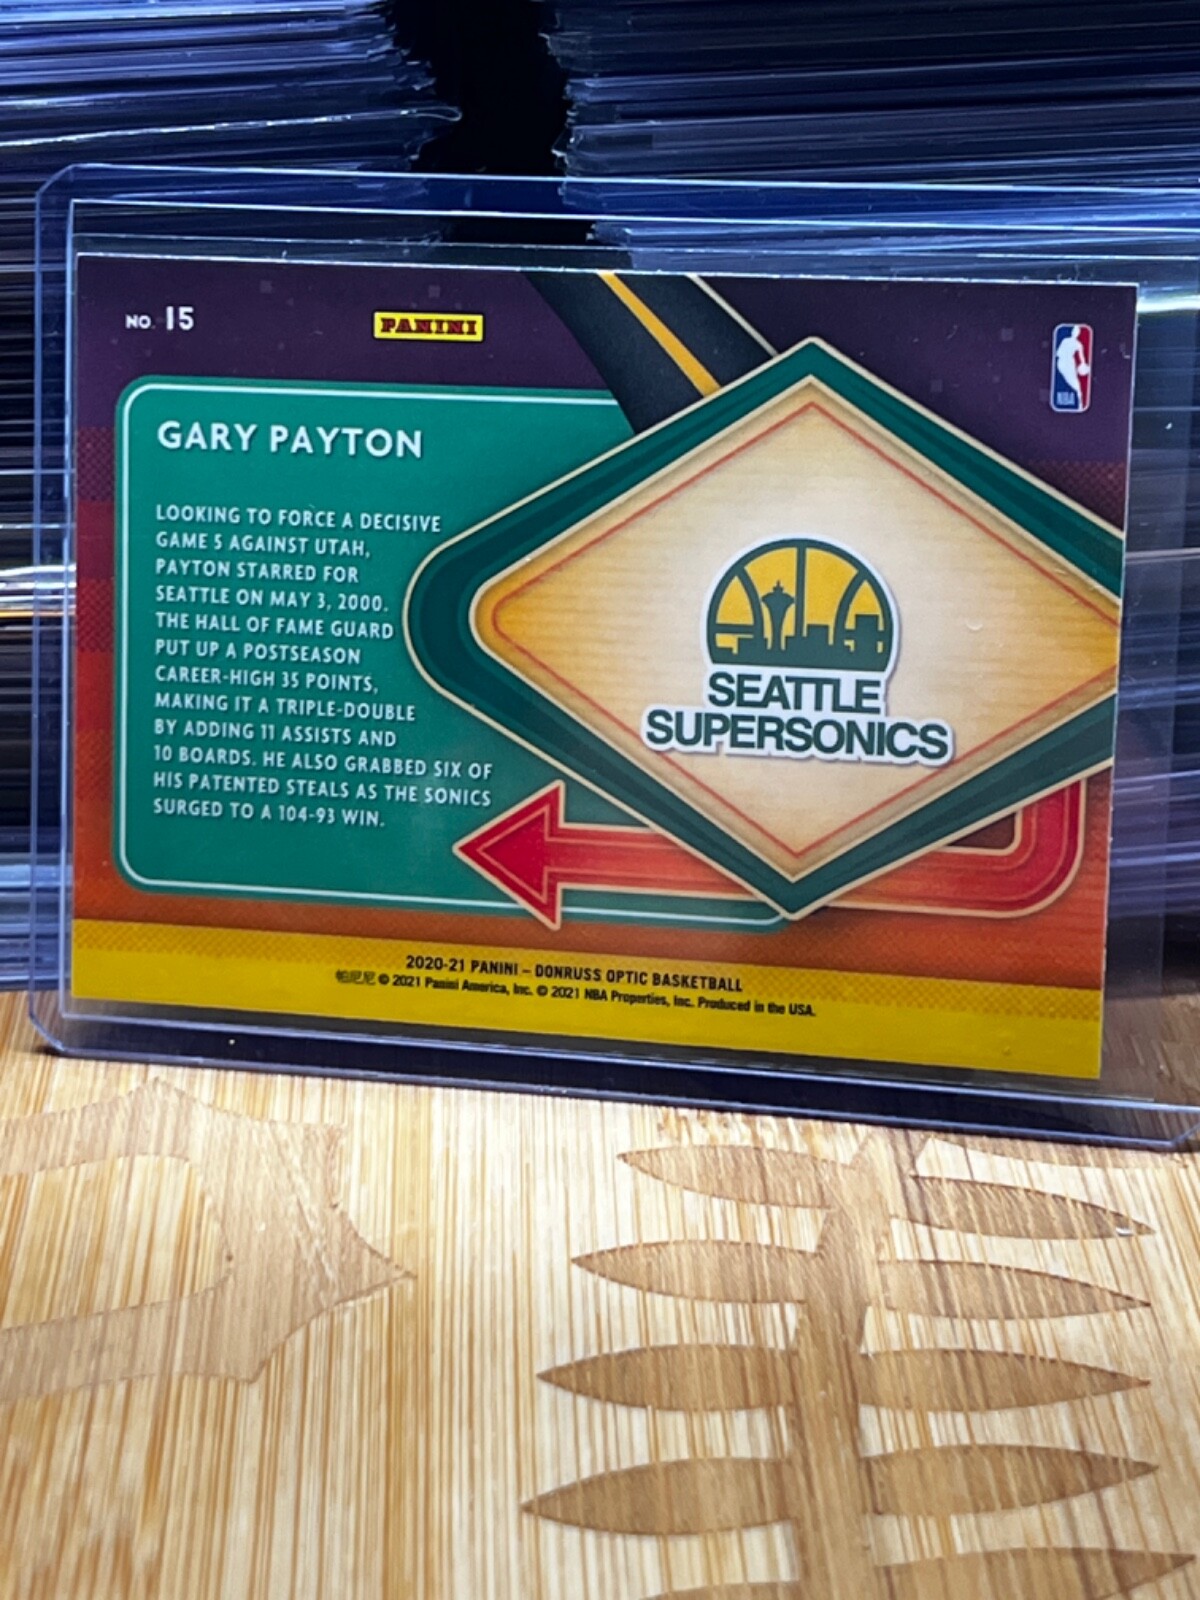 NO. 15
PANINI
NBA
GARY PAYTON
LOOKING TO FORCE A DECISIVE
GAME 5 AGAINST UTAH,
PAYTON STARRED FOR
SEATTLE ON MAY 3, 2000.
THE HALL OF FAME GUARD
PUT UP A POSTSEASON
CAREER-HIGH 35 POINTS,
MAKING IT A TRIPLE-DOUBLE
BY ADDING 11 ASSISTS AND
10 BOARDS. HE ALSO GRABBED SIX OF
HIS PATENTED STEALS AS THE SONICS
SURGED TO A 104-93 WIN.
SEATTLE
SUPERSONICS
2020-21 PANINI – DONRUSS OPTIC BASKETBALL
帕尼尼 © 2021 Panini America, Inc. © 2021 NBA Properties, Inc. Produced in the USA.